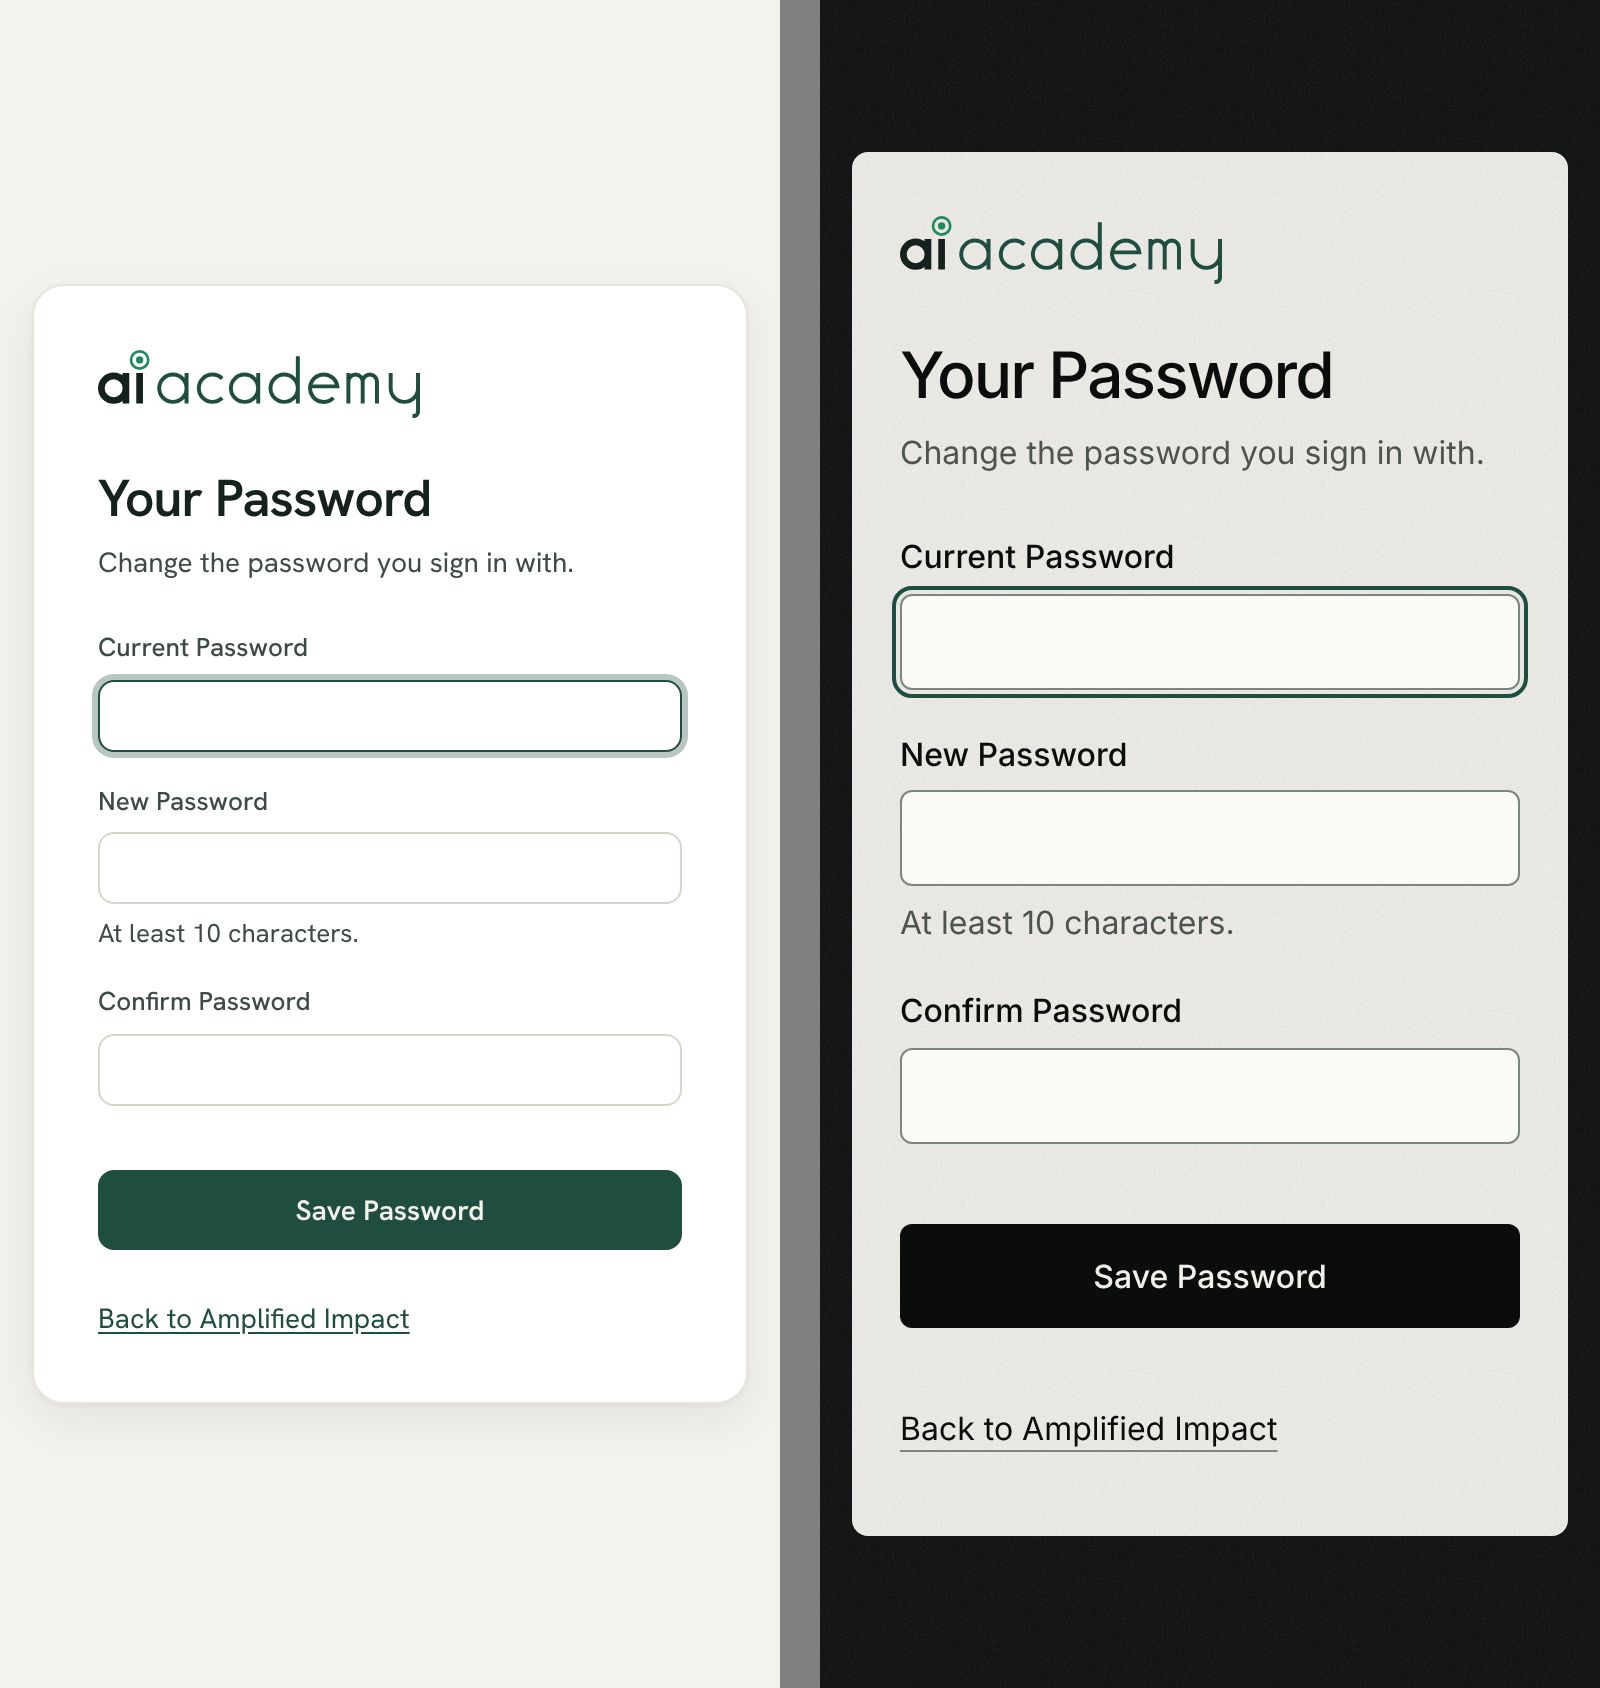 ai academy
Your Password
Change the password you sign in with.
Current Password
New Password
At least 10 characters.
Confirm Password
Save Password
Back to Amplified Impact
ai academy
Your Password
Change the password you sign in with.
Current Password
New Password
At least 10 characters.
Confirm Password
Save Password
Back to Amplified Impact